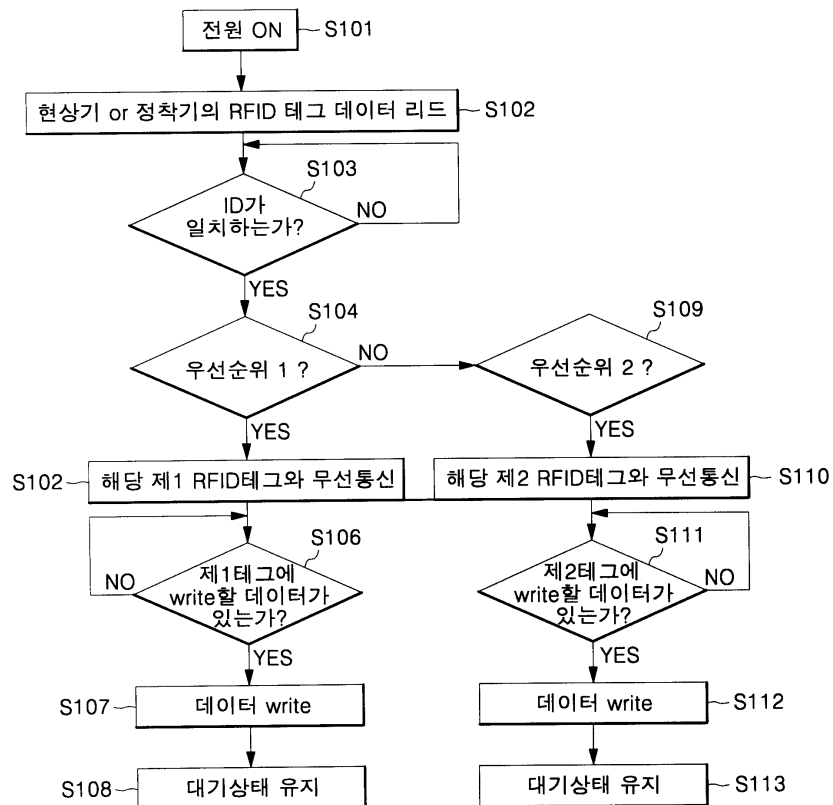 전원 ON
S101
현상기 or 정착기의 RFID 테그 데이터 리드
S102
S103
ID가
일치하는가?
NO
YES
S104
우선순위 1 ?
NO
S109
우선순위 2 ?
YES
YES
S102
해당 제1 RFID테그와 무선통신
해당 제2 RFID테그와 무선통신
S110
S106
제1테그에
write할 데이터가
있는가?
NO
S111
제2테그에
write할 데이터가
있는가?
NO
YES
YES
S107
데이터 write
데이터 write
S112
S108
대기상태 유지
대기상태 유지
S113